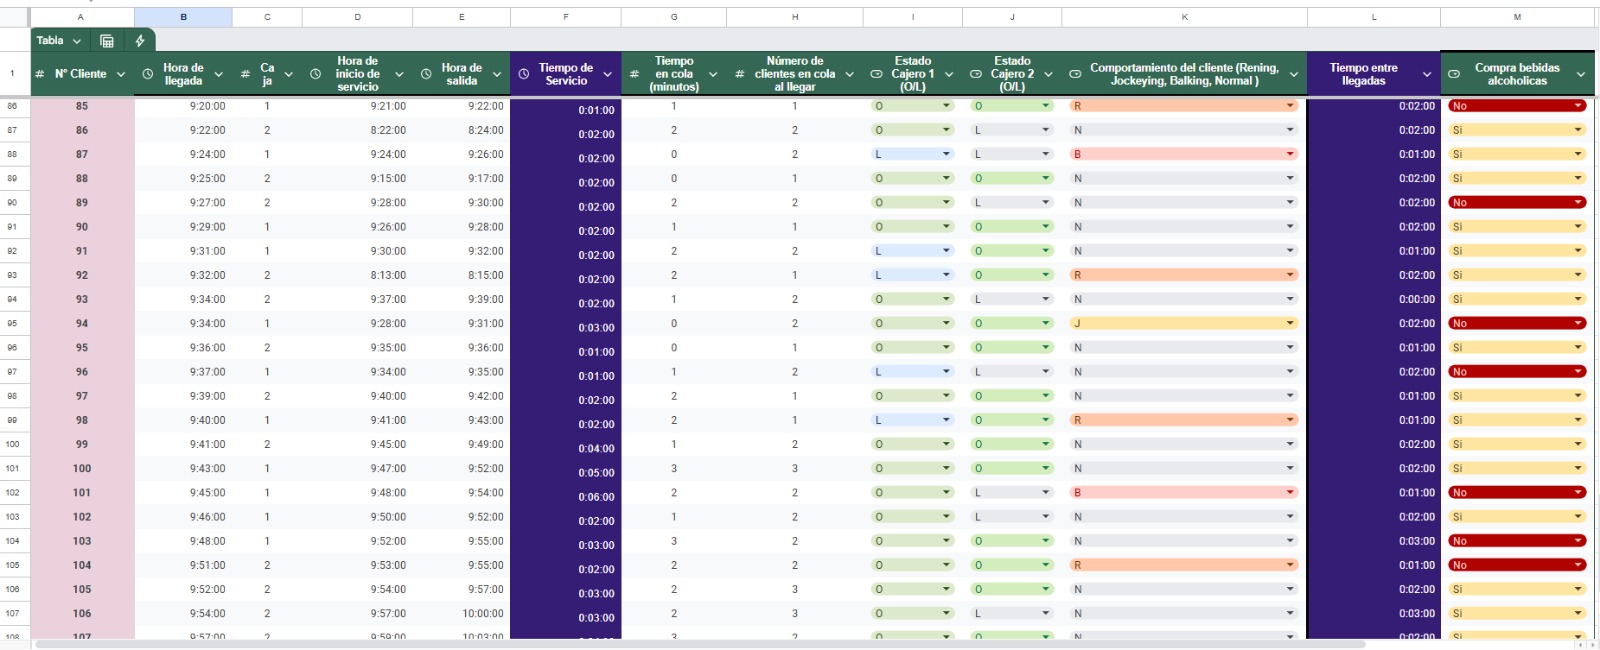 A B C D E F G H I J K L M
Tabla
1 # N° Cliente Hora de llegada # Ca ja Hora de inicio de servicio Hora de salida Tiempo de Servicio # Tiempo en cola (minutos) # Número de clientes en cola al llegar Estado Cajero 1 (O/L) Estado Cajero 2 (O/L) Comportamiento del cliente (Rening, Jockeying, Balking, Normal ) Tiempo entre llegadas Compra bebidas alcoholicas
86 85 9:20:00 1 9:21:00 9:22:00 0:01:00 1 1 O O R 0:02:00 No
87 86 9:22:00 2 8:22:00 8:24:00 0:02:00 2 2 O L N 0:02:00 Si
88 87 9:24:00 1 9:24:00 9:26:00 0:02:00 0 2 L L B 0:01:00 Si
89 88 9:25:00 2 9:15:00 9:17:00 0:02:00 0 1 O O N 0:02:00 Si
90 89 9:27:00 2 9:28:00 9:30:00 0:02:00 2 2 O L N 0:02:00 No
91 90 9:29:00 1 9:26:00 9:28:00 0:02:00 1 1 O O N 0:02:00 Si
92 91 9:31:00 1 9:30:00 9:32:00 0:02:00 2 2 L O N 0:01:00 Si
93 92 9:32:00 2 8:13:00 8:15:00 0:02:00 2 1 L O R 0:02:00 Si
94 93 9:34:00 2 9:37:00 9:39:00 0:02:00 1 2 O L N 0:00:00 Si
95 94 9:34:00 1 9:28:00 9:31:00 0:03:00 0 2 O O J 0:02:00 No
96 95 9:36:00 2 9:35:00 9:36:00 0:01:00 0 1 O O N 0:01:00 Si
97 96 9:37:00 1 9:34:00 9:35:00 0:01:00 1 2 L L N 0:02:00 No
98 97 9:39:00 2 9:40:00 9:42:00 0:02:00 2 1 O O N 0:01:00 Si
99 98 9:40:00 1 9:41:00 9:43:00 0:02:00 2 1 L O R 0:01:00 Si
100 99 9:41:00 2 9:45:00 9:49:00 0:04:00 1 2 O O N 0:02:00 Si
101 100 9:43:00 1 9:47:00 9:52:00 0:05:00 3 3 O O N 0:02:00 Si
102 101 9:45:00 1 9:48:00 9:54:00 0:06:00 2 2 O L B 0:01:00 No
103 102 9:46:00 1 9:50:00 9:52:00 0:02:00 1 2 O L N 0:02:00 Si
104 103 9:48:00 1 9:52:00 9:55:00 0:03:00 3 2 O O N 0:03:00 No
105 104 9:51:00 2 9:53:00 9:55:00 0:02:00 2 2 O O R 0:01:00 No
106 105 9:52:00 2 9:54:00 9:57:00 0:03:00 2 3 O O N 0:02:00 Si
107 106 9:54:00 2 9:57:00 10:00:00 0:03:00 2 3 O L N 0:03:00 Si
108 107 9:57:00 2 9:59:00 10:03:00 3 2 O O N 0:02:00 Si